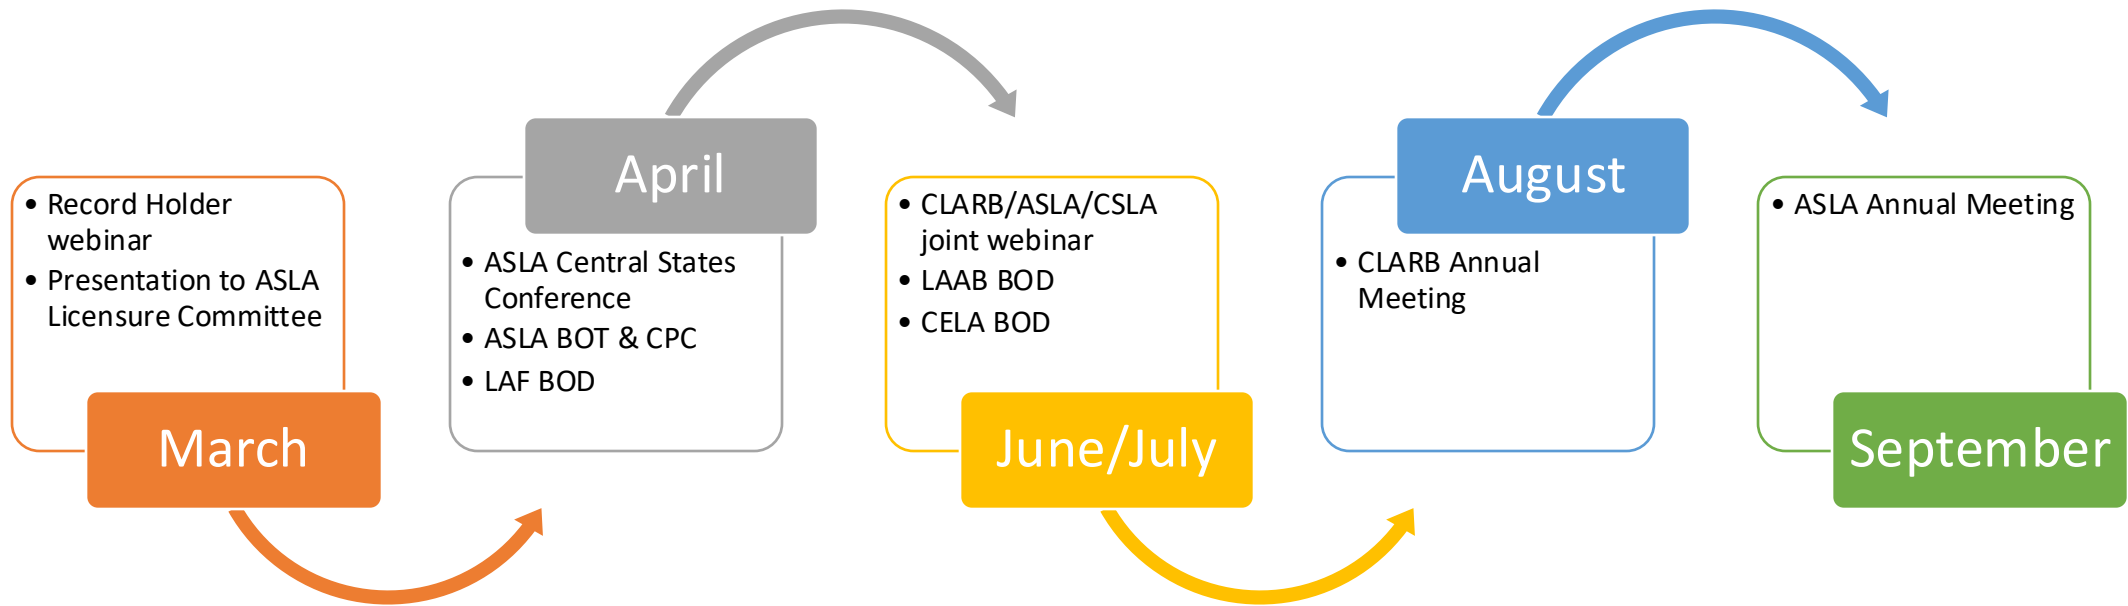 • Record Holder
webinar
• Presentation to ASLA
Licensure Committee
March
April
• ASLA Central States
Conference
• ASLA BOT & CPC
• LAF BOD
• CLARB/ASLA/CSLA
joint webinar
• LAAB BOD
• CELA BOD
June/July
August
• CLARB Annual
Meeting
• ASLA Annual Meeting
September